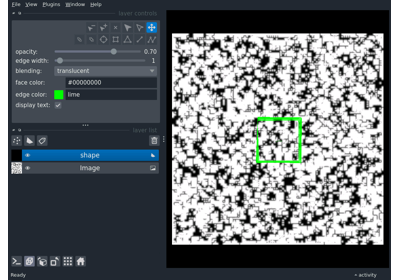 File View Plugins Window Help
layer controls
opacity: 0.70
edge width: 1
blending: translucent
face color: #00000000
edge color: lime
display text:
layer list
shape
Image
Ready
activity